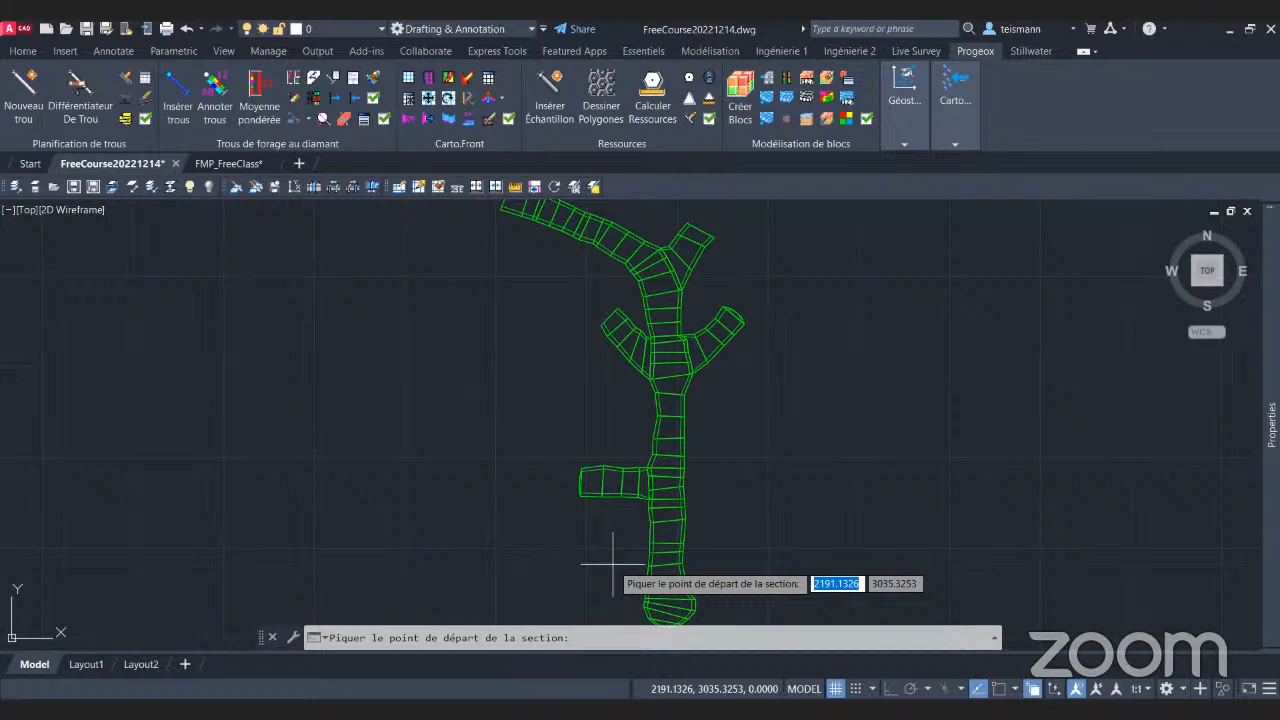 A CAD
0
Drafting & Annotation
Share
FreeCourse20221214.dwg
Type a keyword or phrase
teismann
Home Insert Annotate Parametric View Manage Output Add-ins Collaborate Express Tools Featured Apps Essentiels Modélisation Ingénierie 1 Ingénierie 2 Live Survey Progeox Stillwater
Nouveau trou
Différentiateur De Trou
Insérer trous
Annoter trous
Moyenne pondérée
Insérer Échantillon
Dessiner Polygones
Calculer Ressources
Créer Blocs
Géost...
Carto...
Planification de trous
Trous de forage au diamant
Carto.Front
Ressources
Modélisation de blocs
Start
FreeCourse20221214*
FMP_FreeClass*
[−][Top][2D Wireframe]
N
W TOP E
S
WCS
Properties
Piquer le point de départ de la section: 2191.1326 3035.3253
Y
X
Piquer le point de départ de la section:
zoom
Model Layout1 Layout2
2191.1326, 3035.3253, 0.0000 MODEL 1:1